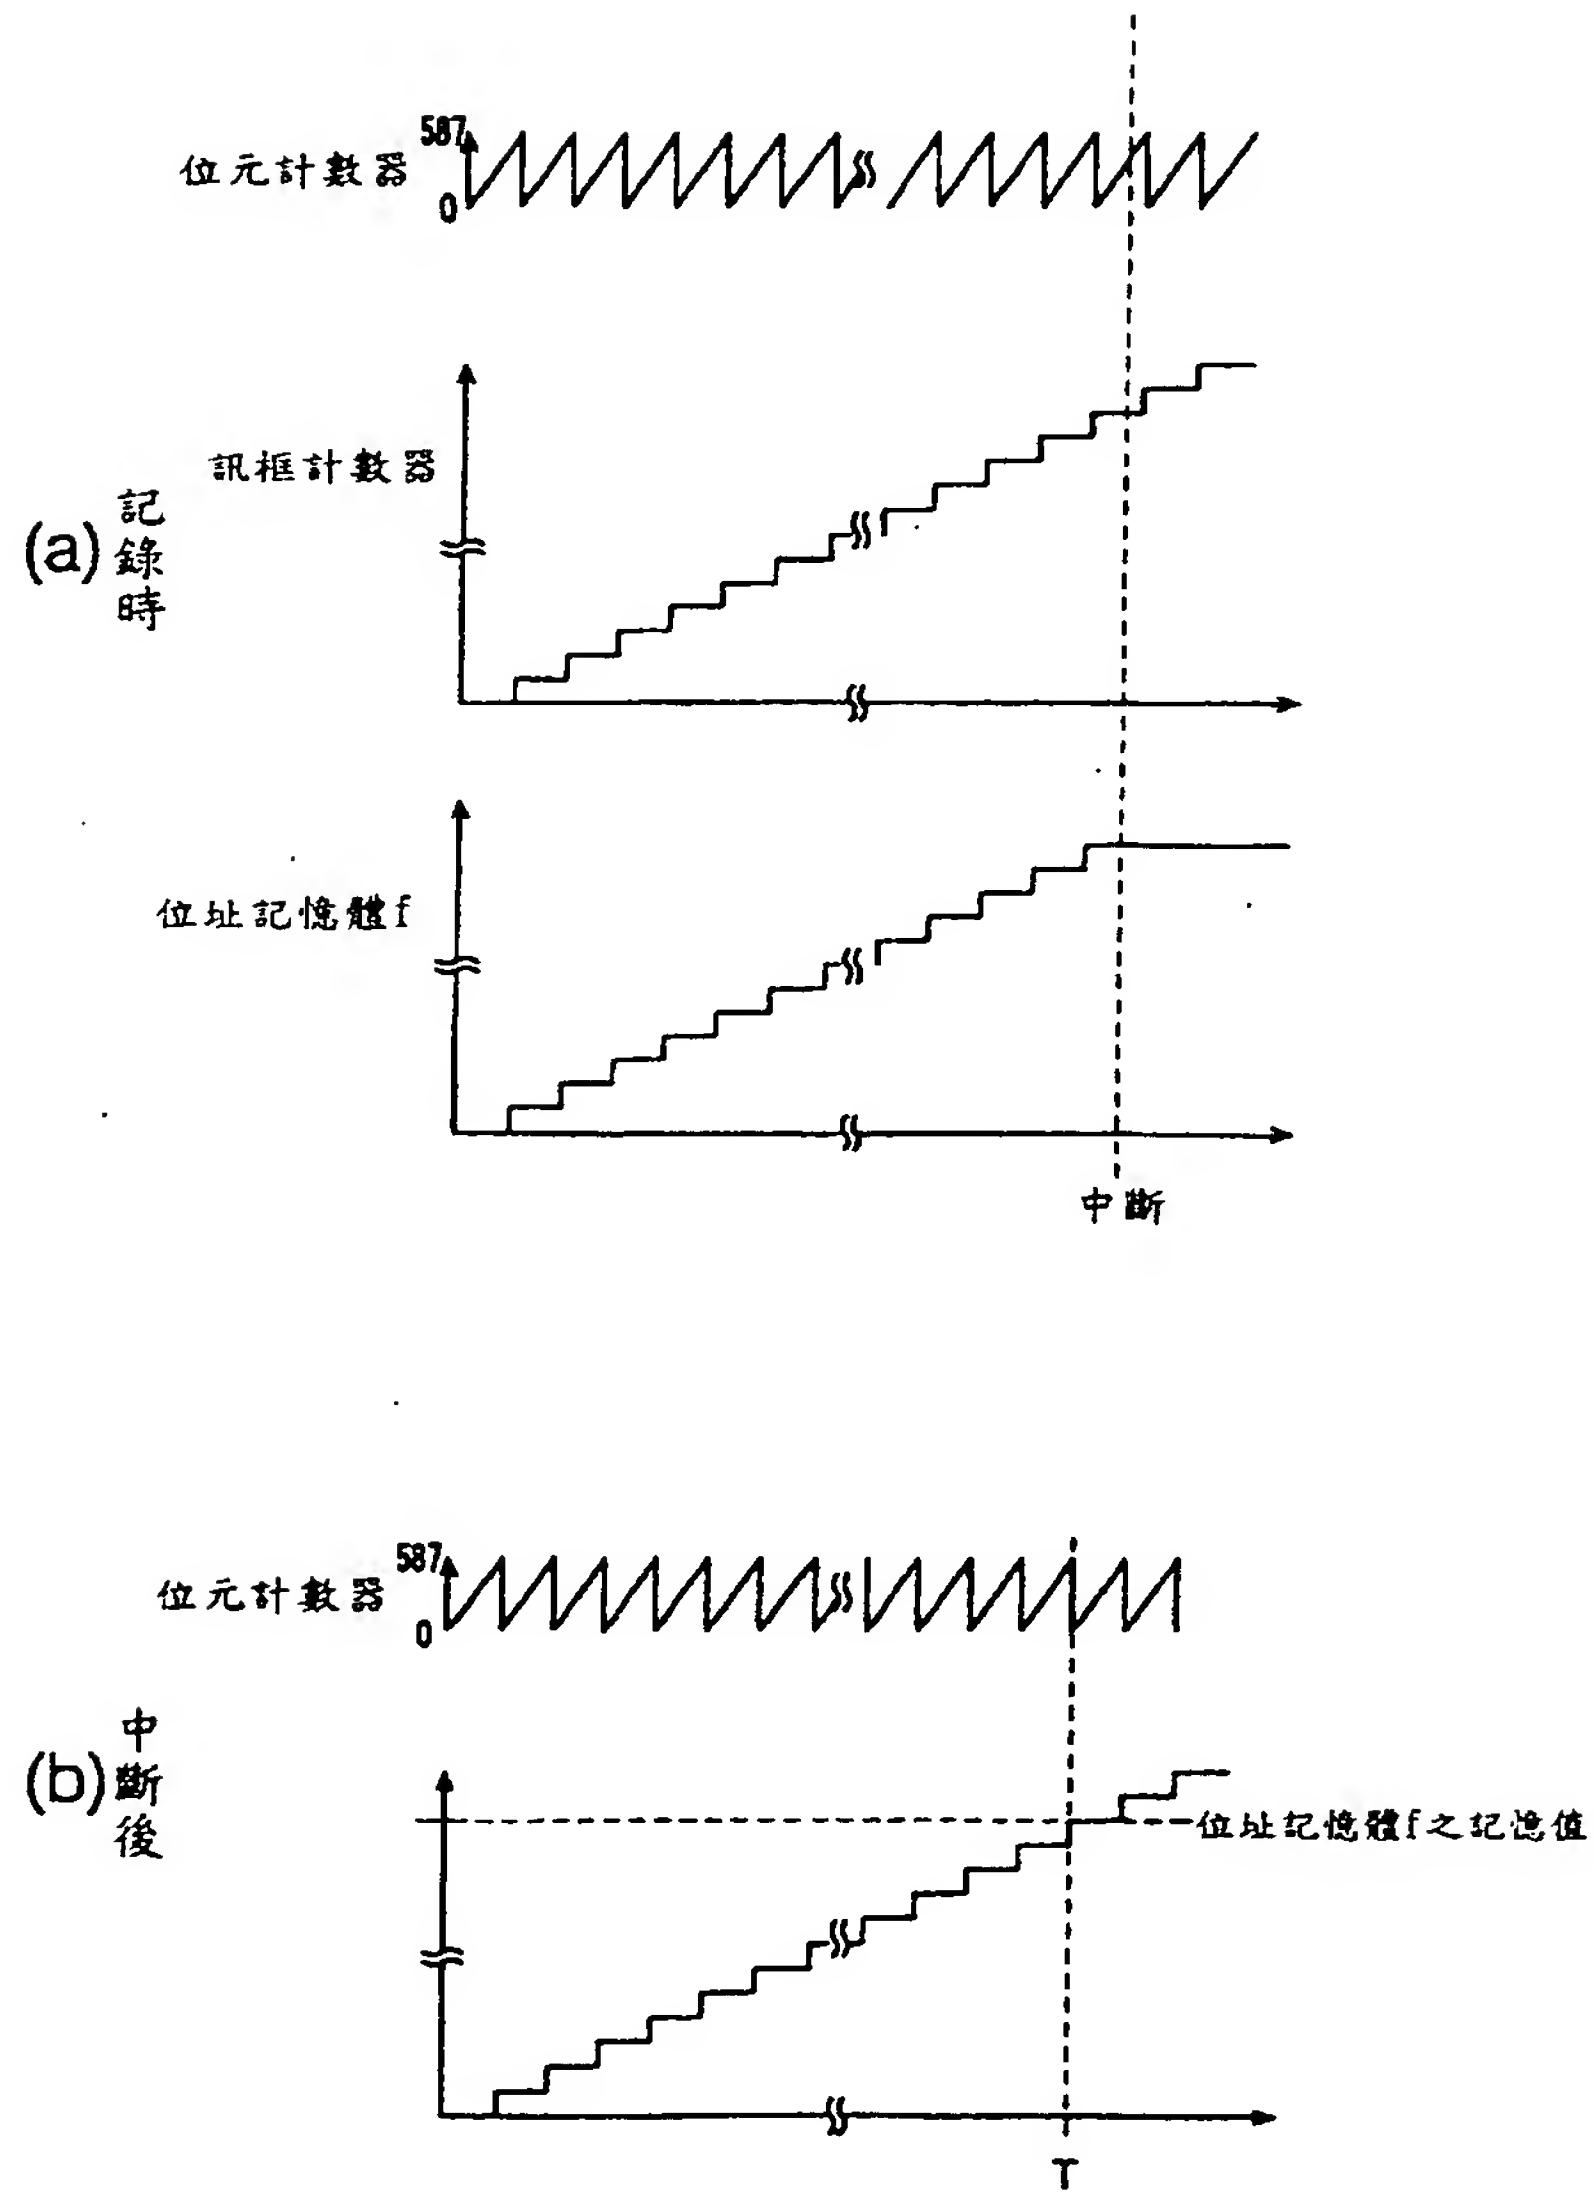 587
位元計數器
0
訊框計數器
(a) 記錄時
位址記憶體f
中斷
587
位元計數器
0
(b) 中斷後
位址記憶體f之記憶值
T